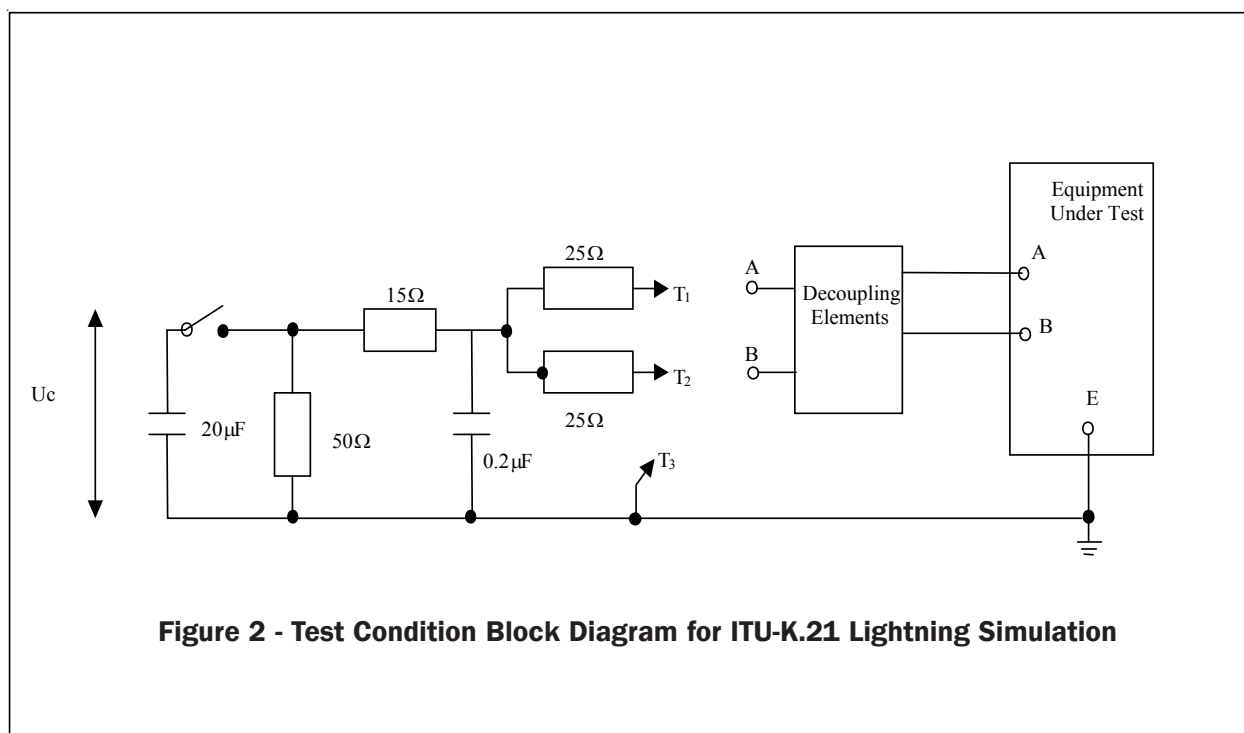 Equipment
Under Test
25Ω
A
A
15Ω
T1
Decoupling
Elements
B
B
T2
Uc
E
20μF
50Ω
25Ω
0.2μF
T3
Figure 2 - Test Condition Block Diagram for ITU-K.21 Lightning Simulation